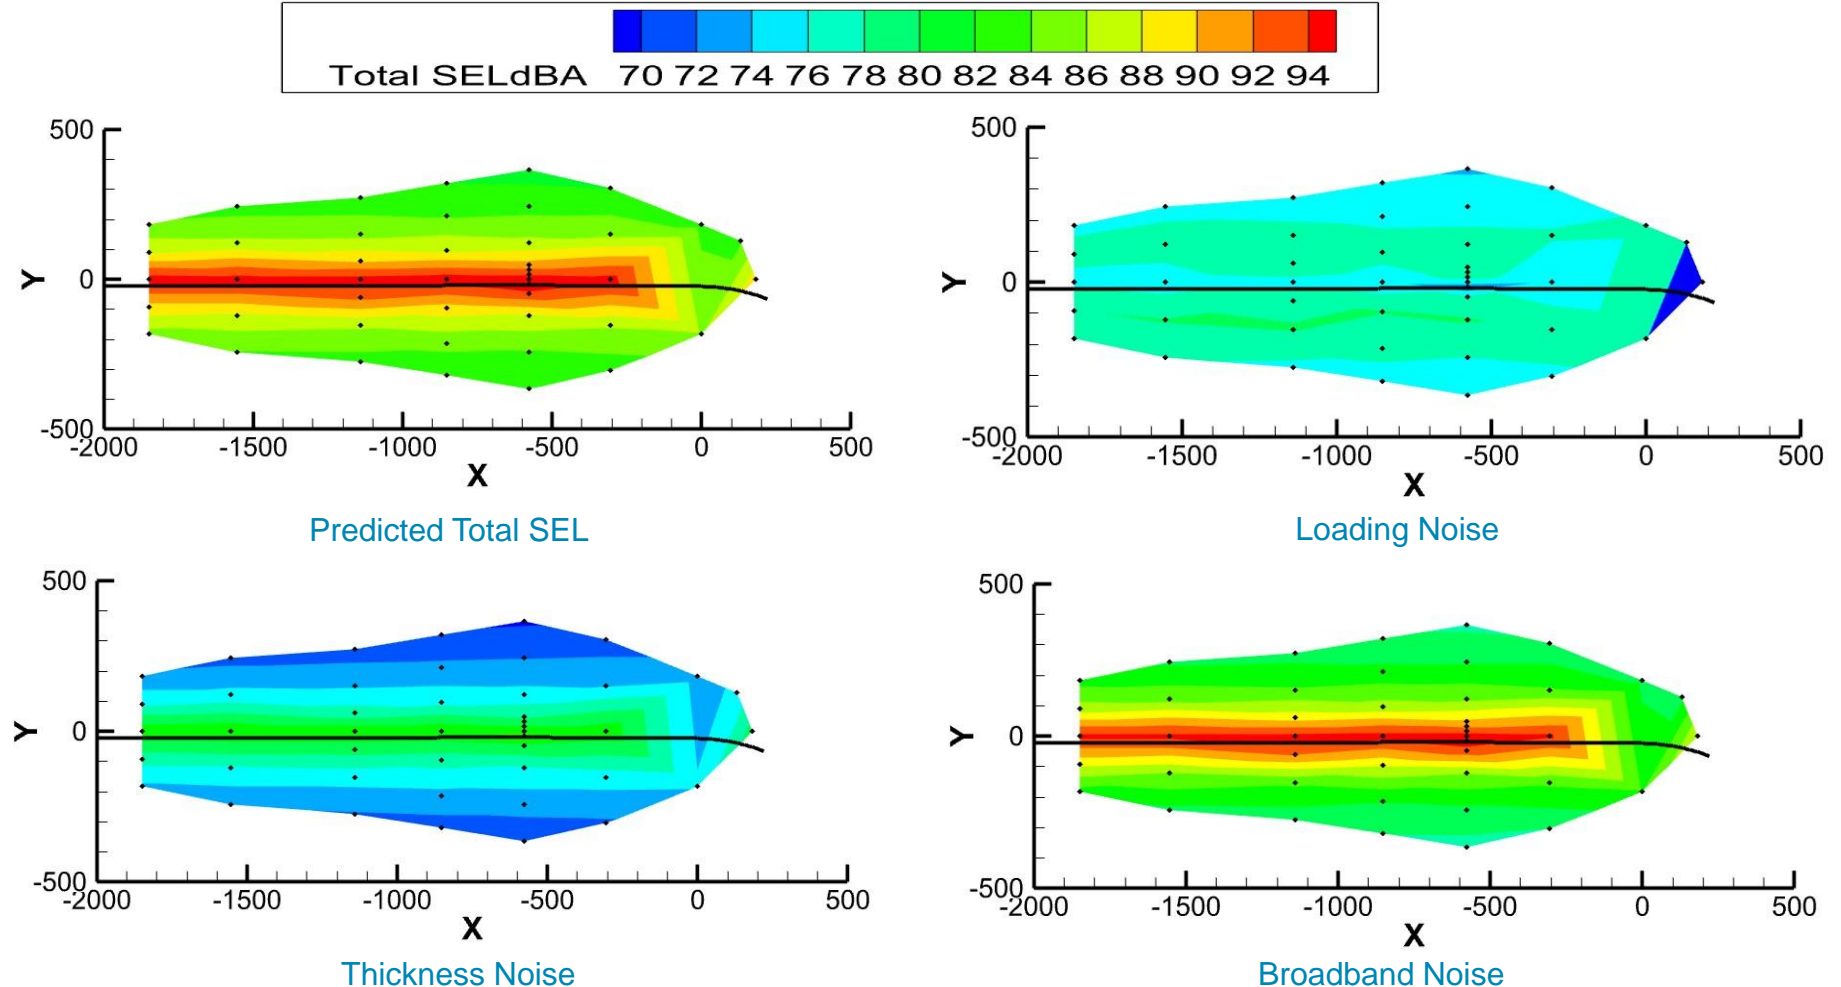 Total SELdBA 70 72 74 76 78 80 82 84 86 88 90 92 94
500
0
-500
Y
-2000 -1500 -1000 -500 0 500
X
Predicted Total SEL
500
0
-500
Y
-2000 -1500 -1000 -500 0 500
X
Loading Noise
500
0
-500
Y
-2000 -1500 -1000 -500 0 500
X
Thickness Noise
500
0
-500
Y
-2000 -1500 -1000 -500 0 500
X
Broadband Noise